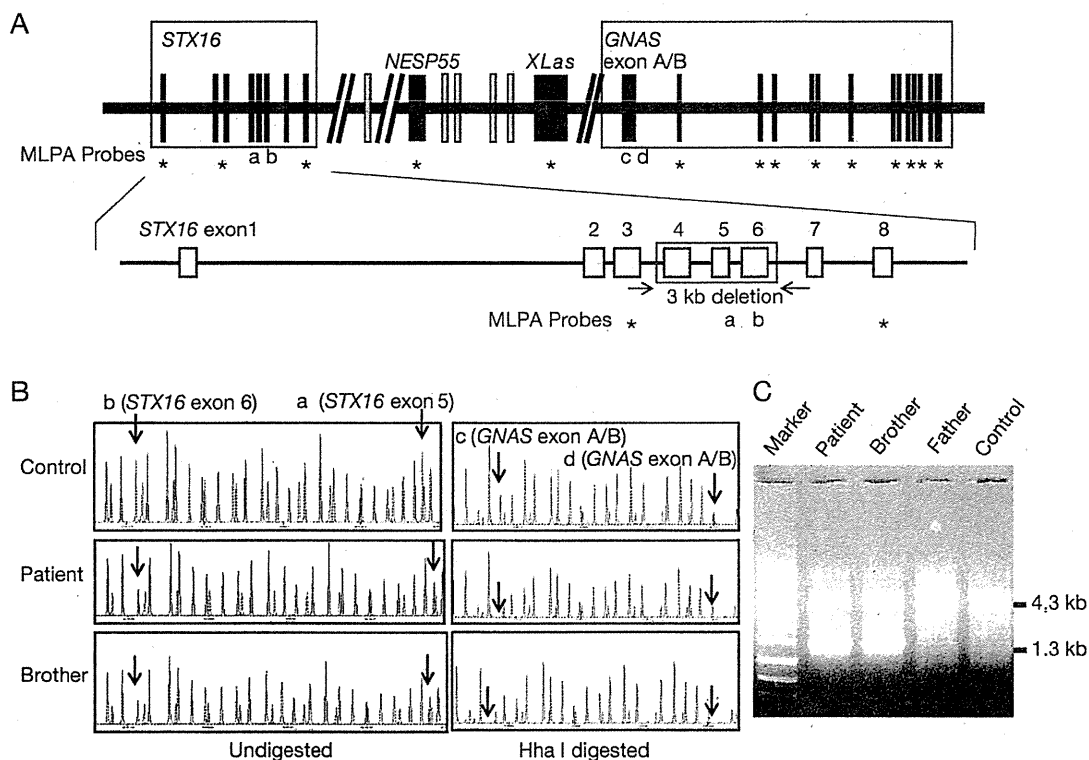 A
STX16
NESP55
XLas
GNAS
exon A/B
MLPA Probes
* * a b * * * c d * * * * * * * * *
STX16 exon1
2 3 4 5 6 7 8
3 kb deletion
MLPA Probes * a b *
B
b (STX16 exon 6)
a (STX16 exon 5)
c (GNAS exon A/B)
d (GNAS exon A/B)
Control
Patient
Brother
Undigested
Hha I digested
C
Marker
Patient
Brother
Father
Control
4,3 kb
1.3 kb